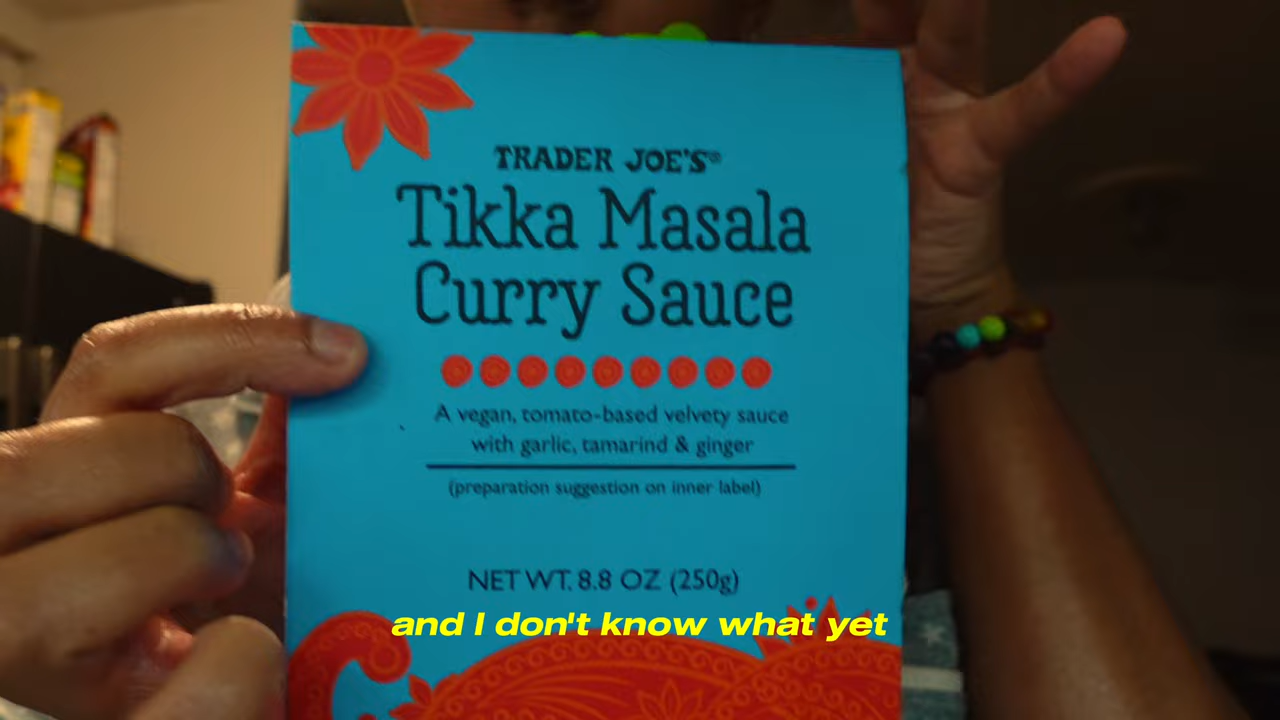 TRADER JOE'S®
Tikka Masala
Curry Sauce
A vegan, tomato-based velvety sauce
with garlic, tamarind & ginger
(preparation suggestion on inner label)
NET WT. 8.8 OZ (250g)
and I don't know what yet